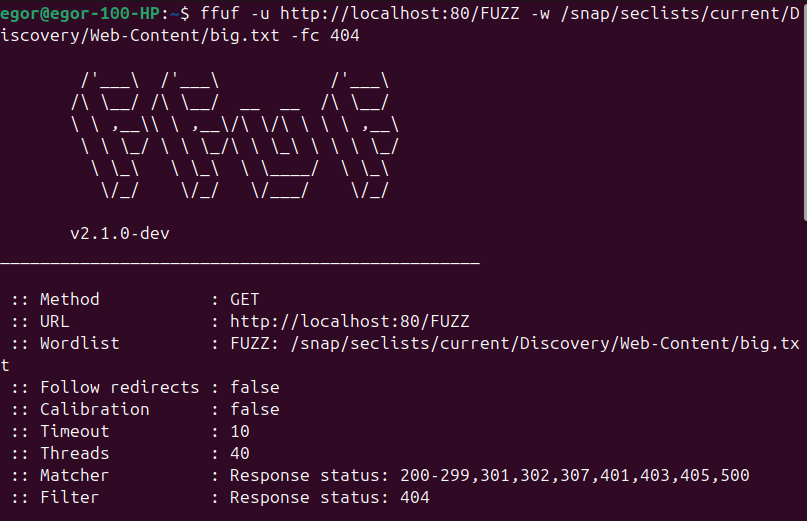 egor@egor-100-HP:~$ ffuf -u http://localhost:80/FUZZ -w /snap/seclists/current/D
iscovery/Web-Content/big.txt -fc 404

        /'___\  /'___\           /'___\
       /\ \__/ /\ \__/  __  __  /\ \__/
       \ \ ,__\\ \ ,__\/\ \/\ \ \ \ ,__\
        \ \ \_/ \ \ \_/\ \ \_\ \ \ \ \_/
         \ \_\   \ \_\  \ \____/  \ \_\
          \/_/    \/_/   \/___/    \/_/

       v2.1.0-dev
________________________________________________

 :: Method           : GET
 :: URL              : http://localhost:80/FUZZ
 :: Wordlist         : FUZZ: /snap/seclists/current/Discovery/Web-Content/big.tx
t
 :: Follow redirects : false
 :: Calibration      : false
 :: Timeout          : 10
 :: Threads          : 40
 :: Matcher          : Response status: 200-299,301,302,307,401,403,405,500
 :: Filter           : Response status: 404